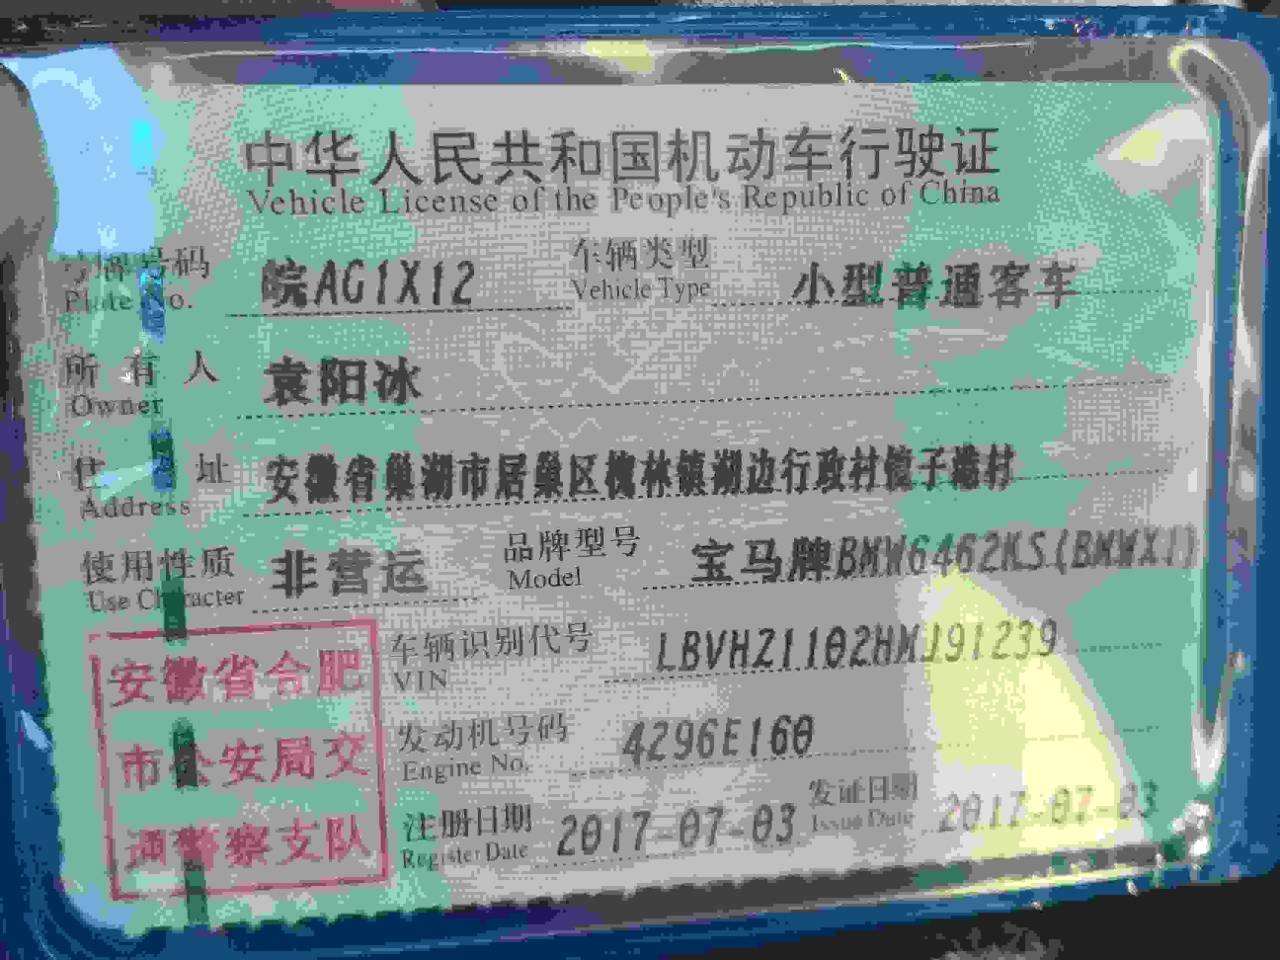 中华人民共和国机动车行驶证
Vehicle License of the People's Republic of China
号牌号码 皖AG1X12 车辆类型 小型普通客车
Plate No. Vehicle Type
所有人 袁阳冰
Owner
住址 安徽省巢湖市居巢区槐林镇湖边行政村 村
Address
使用性质 非营运 品牌型号 宝马牌BMW6462KS(BMWX1)
Use Character Model
车辆识别代号 LBVHZ1102HMJ91239
VIN
发动机号码 4296E160
Engine No.
注册日期 2017-07-03 发证日期 2017-07-03
Register Date Issue Date
安徽省合肥
市公安局交
通警察支队